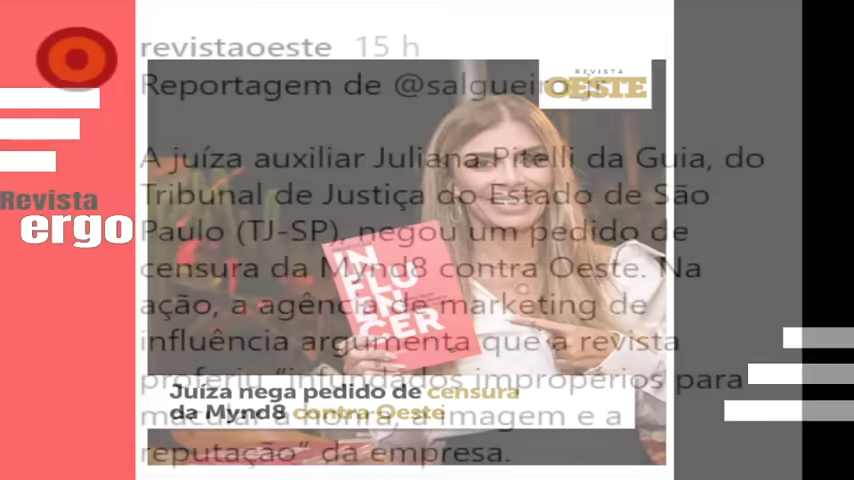 revistaoeste 15 h
Reportagem de @salgueiro
REVISTA
OESTE
A juíza auxiliar Juliana Pitelli da Guia, do
Tribunal de Justiça do Estado de São
Paulo (TJ-SP), negou um pedido de
censura da Mynd8 contra Oeste. Na
ação, a agência de marketing de
influência argumenta que a revista
proferiu “infundados impropérios para
macular a honra, a imagem e a
reputação” da empresa.
Revista
ergo
IN
FLU
EN
CER
Juíza nega pedido de censura
da Mynd8 contra Oeste